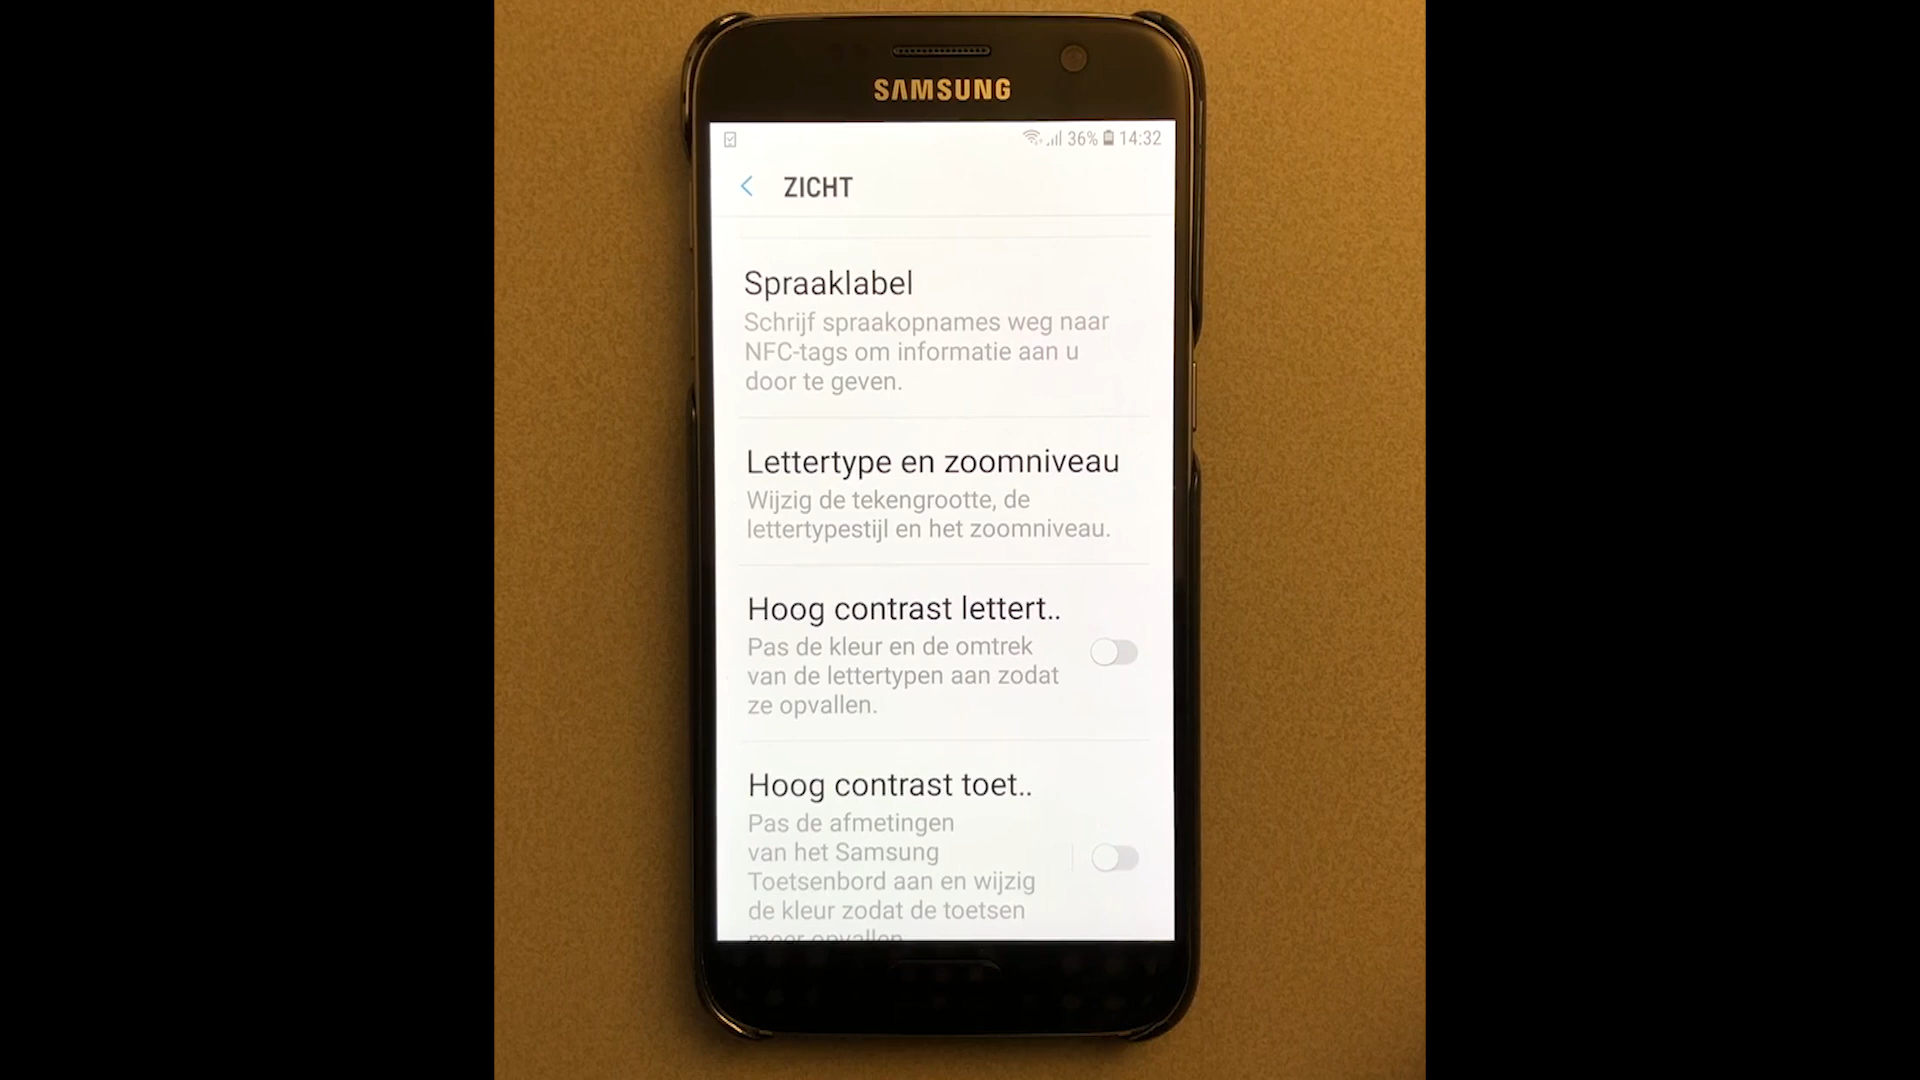 SAMSUNG
36% 14:32
ZICHT
Spraaklabel
Schrijf spraakopnames weg naar
NFC-tags om informatie aan u
door te geven.
Lettertype en zoomniveau
Wijzig de tekengrootte, de
lettertypestijl en het zoomniveau.
Hoog contrast lettert..
Pas de kleur en de omtrek
van de lettertypen aan zodat
ze opvallen.
Hoog contrast toet..
Pas de afmetingen
van het Samsung
Toetsenbord aan en wijzig
de kleur zodat de toetsen
meer opvallen